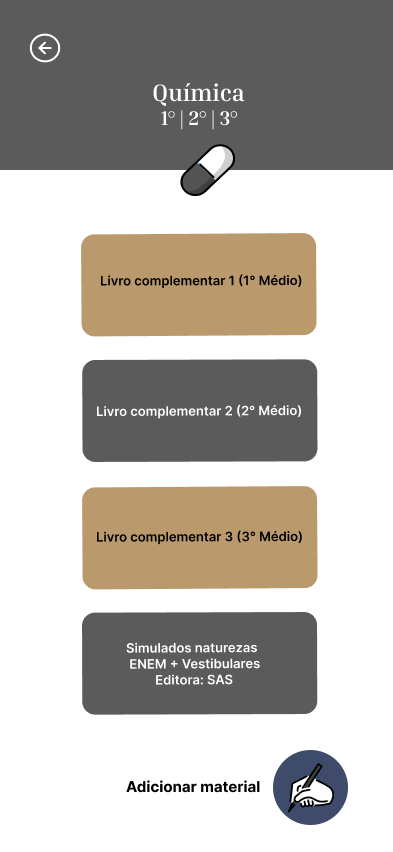 Química
1° | 2° | 3°
Livro complementar 1 (1° Médio)
Livro complementar 2 (2° Médio)
Livro complementar 3 (3° Médio)
Simulados naturezas
ENEM + Vestibulares
Editora: SAS
Adicionar material